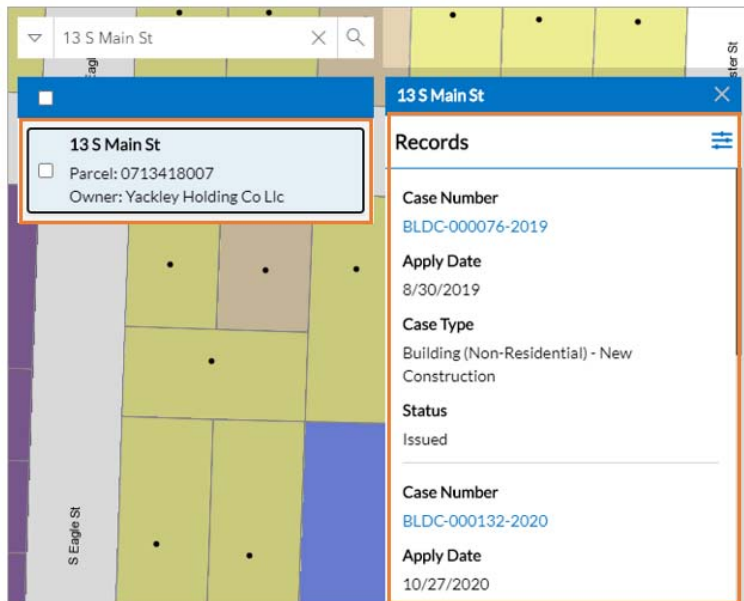 13 S Main St
13 S Main St
Parcel: 0713418007
Owner: Yackley Holding Co Llc
S Eagle St
13 S Main St
Records
Case Number
BLDC-000076-2019
Apply Date
8/30/2019
Case Type
Building (Non-Residential) - New
Construction
Status
Issued
Case Number
BLDC-000132-2020
Apply Date
10/27/2020